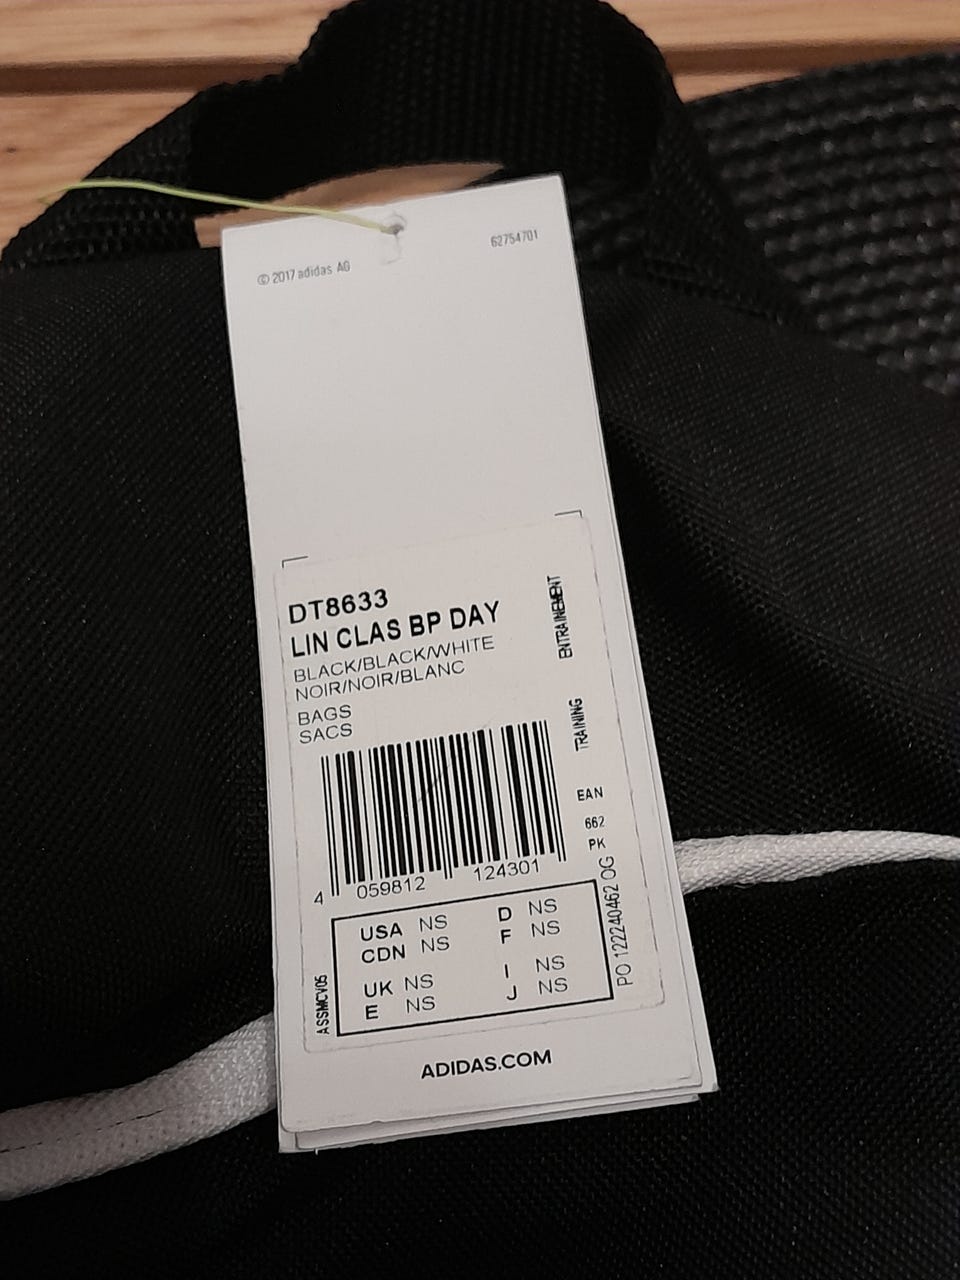 © 2017 adidas AG
62754701
DT8633
LIN CLAS BP DAY
BLACK/BLACK/WHITE
NOIR/NOIR/BLANC
BAGS
SACS
ENTRAINEMENT
TRAINING
EAN
662
PK
4 059812 124301
USA NS D NS
CDN NS F NS
UK NS I NS
E NS J NS
ASSMCV05
PO 122240462 OG
ADIDAS.COM